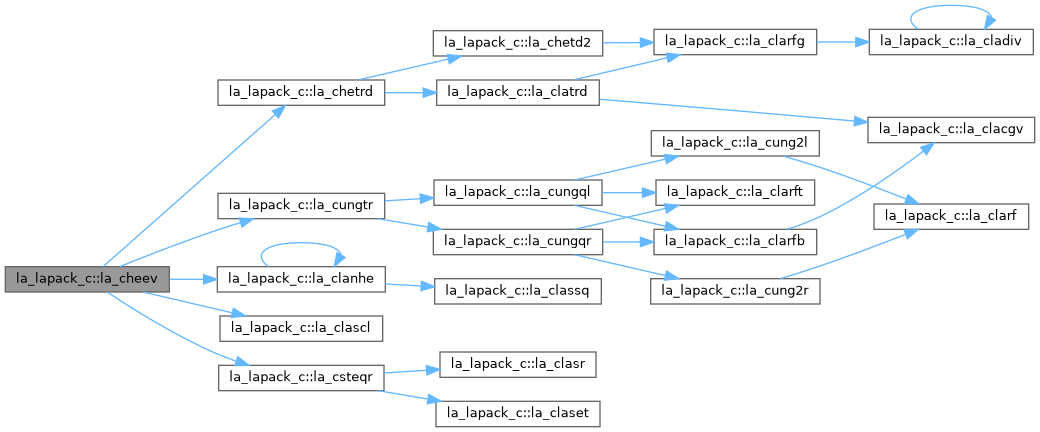 la_lapack_c::la_cheev
la_lapack_c::la_chetrd
la_lapack_c::la_cungtr
la_lapack_c::la_clanhe
la_lapack_c::la_clascl
la_lapack_c::la_csteqr
la_lapack_c::la_chetd2
la_lapack_c::la_clatrd
la_lapack_c::la_cungql
la_lapack_c::la_cungqr
la_lapack_c::la_classq
la_lapack_c::la_clasr
la_lapack_c::la_claset
la_lapack_c::la_clarfg
la_lapack_c::la_cung2l
la_lapack_c::la_clarft
la_lapack_c::la_clarfb
la_lapack_c::la_cung2r
la_lapack_c::la_cladiv
la_lapack_c::la_clacgv
la_lapack_c::la_clarf